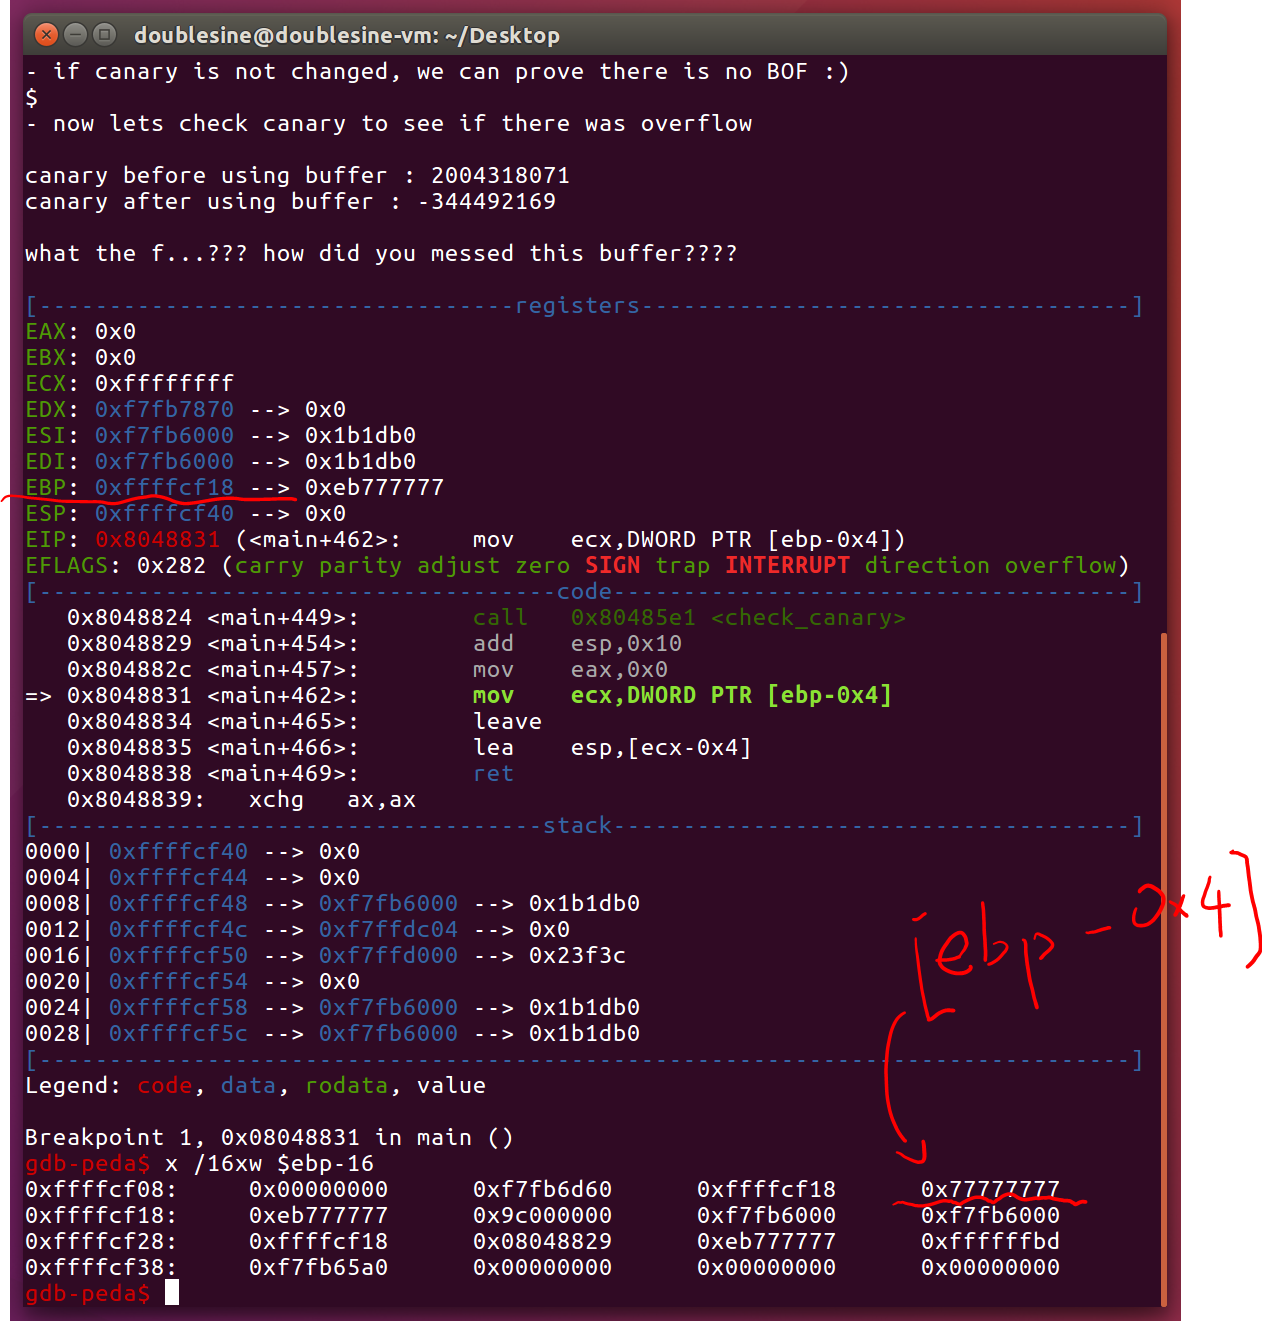 doublesine@doublesine-vm: ~/Desktop
- if canary is not changed, we can prove there is no BOF :)
$
- now lets check canary to see if there was overflow
canary before using buffer : 2004318071
canary after using buffer : -344492169
what the f...??? how did you messed this buffer????
[----------------------------------registers-----------------------------------]
EAX: 0x0
EBX: 0x0
ECX: 0xffffffff
EDX: 0xf7fb7870 --> 0x0
ESI: 0xf7fb6000 --> 0x1b1db0
EDI: 0xf7fb6000 --> 0x1b1db0
EBP: 0xffffcf18 --> 0xeb777777
ESP: 0xffffcf40 --> 0x0
EIP: 0x8048831 (<main+462>: mov ecx,DWORD PTR [ebp-0x4])
EFLAGS: 0x282 (carry parity adjust zero SIGN trap INTERRUPT direction overflow)
[-------------------------------------code-------------------------------------]
0x8048824 <main+449>: call 0x80485e1 <check_canary>
0x8048829 <main+454>: add esp,0x10
0x804882c <main+457>: mov eax,0x0
=> 0x8048831 <main+462>: mov ecx,DWORD PTR [ebp-0x4]
0x8048834 <main+465>: leave
0x8048835 <main+466>: lea esp,[ecx-0x4]
0x8048838 <main+469>: ret
0x8048839: xchg ax,ax
[------------------------------------stack-------------------------------------]
0000| 0xffffcf40 --> 0x0
0004| 0xffffcf44 --> 0x0
0008| 0xffffcf48 --> 0xf7fb6000 --> 0x1b1db0
0012| 0xffffcf4c --> 0xf7ffdc04 --> 0x0
0016| 0xffffcf50 --> 0xf7ffd000 --> 0x23f3c
0020| 0xffffcf54 --> 0x0
0024| 0xffffcf58 --> 0xf7fb6000 --> 0x1b1db0
0028| 0xffffcf5c --> 0xf7fb6000 --> 0x1b1db0
[ebp-0x4]
[------------------------------------------------------------------------------]
Legend: code, data, rodata, value
Breakpoint 1, 0x08048831 in main ()
gdb-peda$ x /16xw $ebp-16
0xffffcf08: 0x00000000 0xf7fb6d60 0xffffcf18 0x77777777
0xffffcf18: 0xeb777777 0x9c000000 0xf7fb6000 0xf7fb6000
0xffffcf28: 0xffffcf18 0x08048829 0xeb777777 0xffffffbd
0xffffcf38: 0xf7fb65a0 0x00000000 0x00000000 0x00000000
gdb-peda$